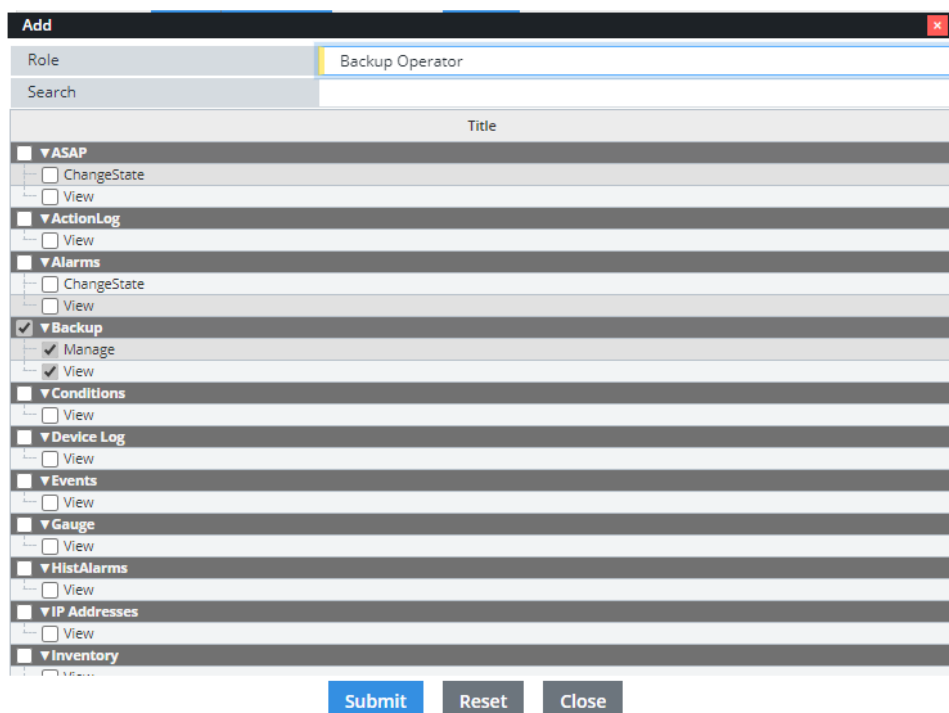 Add
Role
Backup Operator
Search
Title
▼ASAP
ChangeState
View
▼ActionLog
View
▼Alarms
ChangeState
View
▼Backup
Manage
View
▼Conditions
View
▼Device Log
View
▼Events
View
▼Gauge
View
▼HistAlarms
View
▼IP Addresses
View
▼Inventory
View
Submit Reset Close